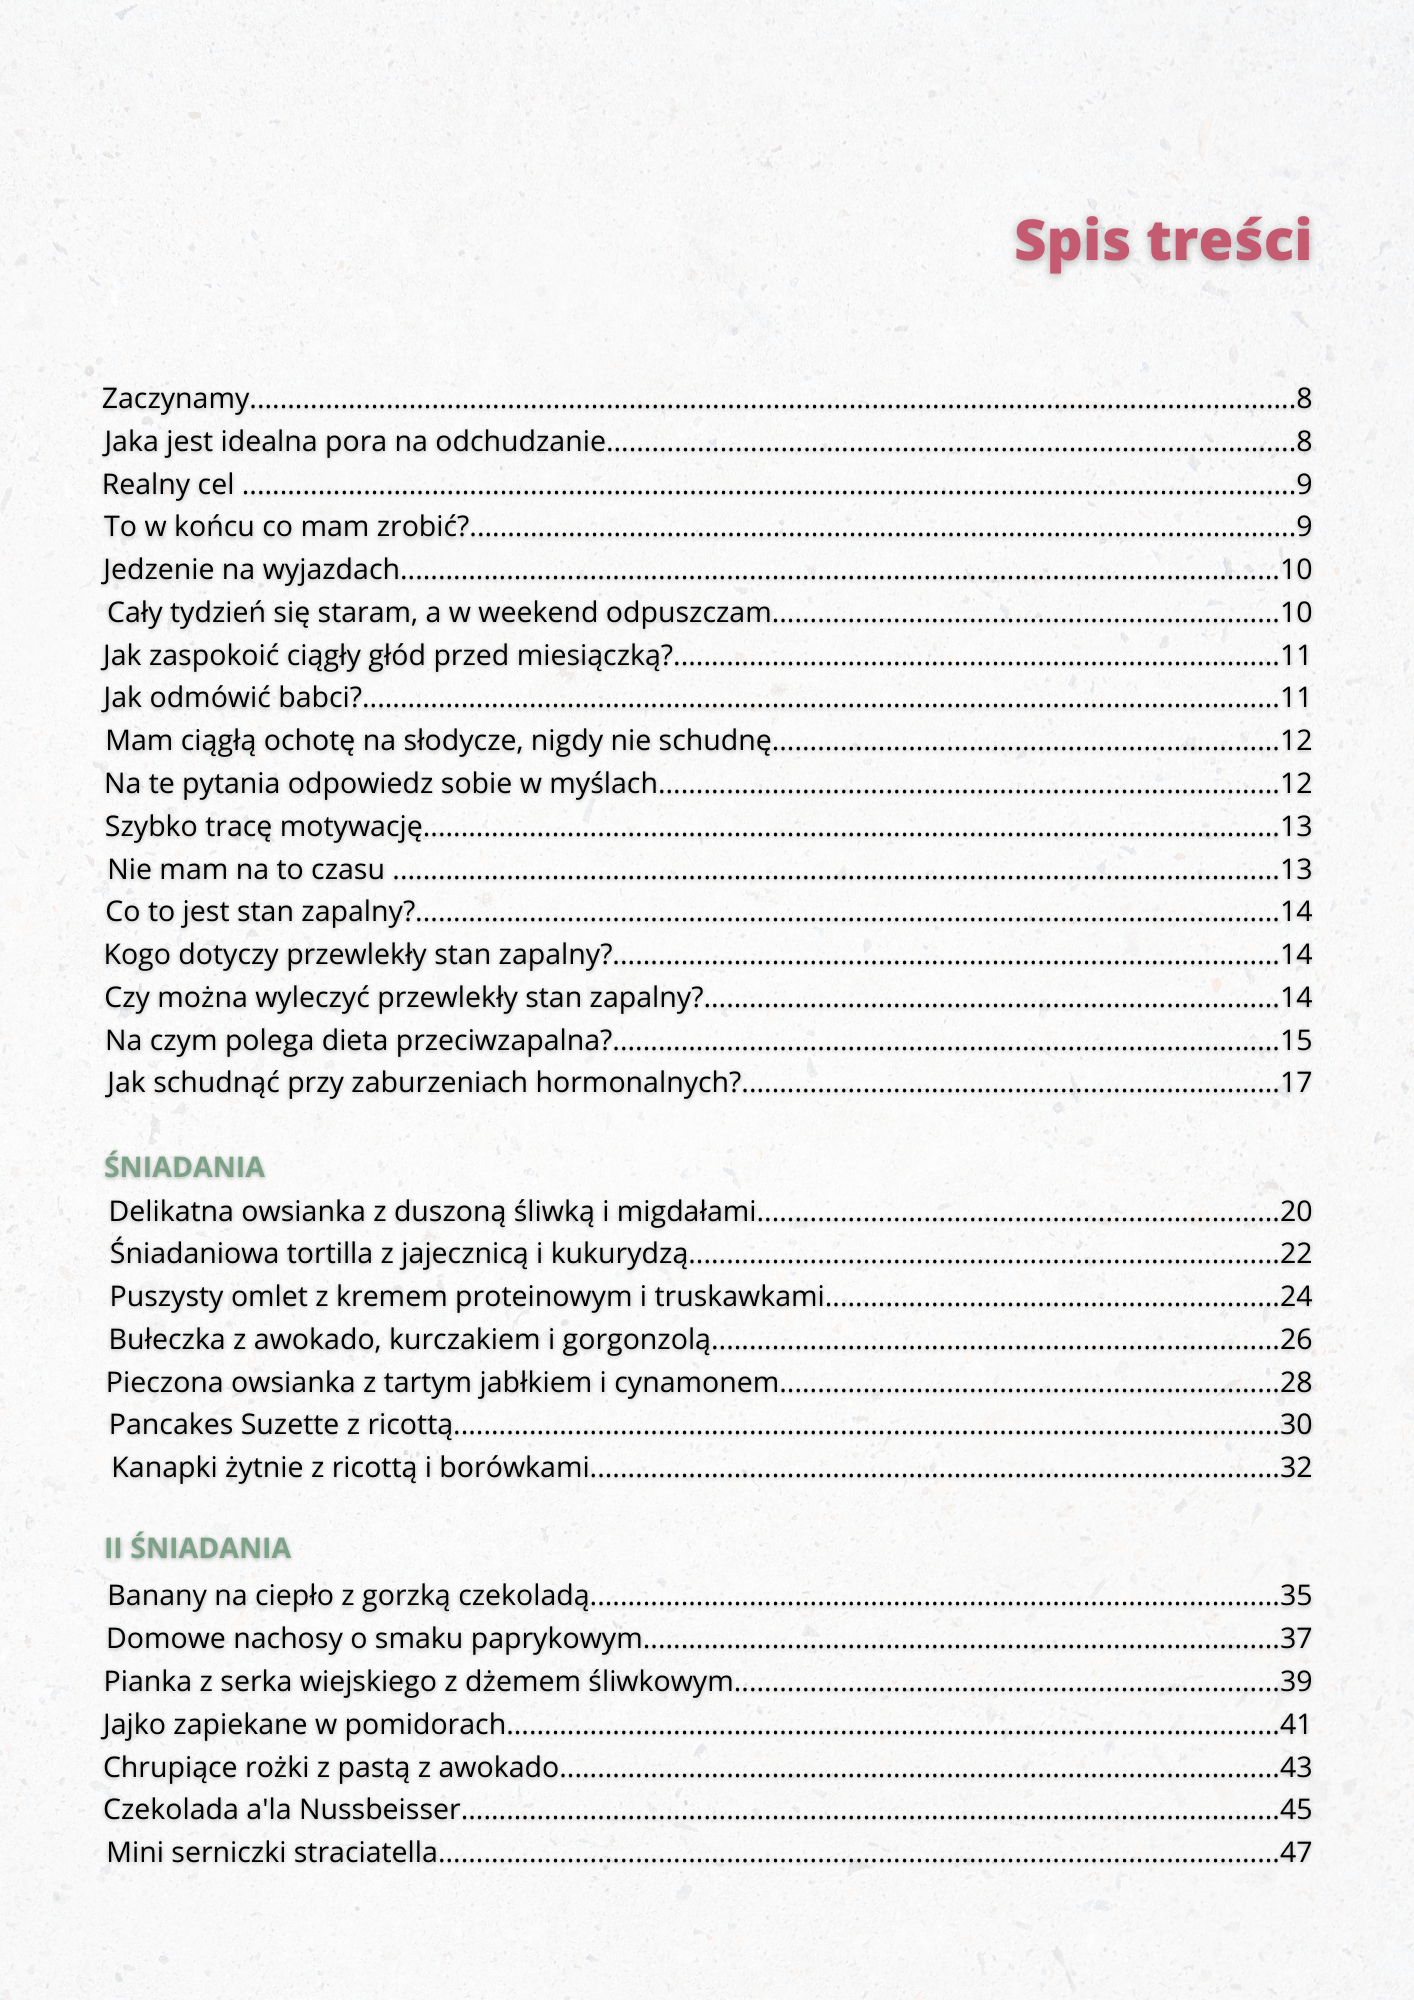 Spis treści
Zaczynamy..........................................................................................................................................8
Jaka jest idealna pora na odchudzanie...........................................................................................8
Realny cel ...........................................................................................................................................9
To w końcu co mam zrobić?.............................................................................................................9
Jedzenie na wyjazdach....................................................................................................................10
Cały tydzień się staram, a w weekend odpuszczam...................................................................10
Jak zaspokoić ciągły głód przed miesiączką?................................................................................11
Jak odmówić babci?.........................................................................................................................11
Mam ciągłą ochotę na słodycze, nigdy nie schudnę...................................................................12
Na te pytania odpowiedz sobie w myślach..................................................................................12
Szybko tracę motywację.................................................................................................................13
Nie mam na to czasu .....................................................................................................................13
Co to jest stan zapalny?..................................................................................................................14
Kogo dotyczy przewlekły stan zapalny?........................................................................................14
Czy można wyleczyć przewlekły stan zapalny?............................................................................14
Na czym polega dieta przeciwzapalna?........................................................................................15
Jak schudnąć przy zaburzeniach hormonalnych?.......................................................................17
ŚNIADANIA
Delikatna owsianka z duszoną śliwką i migdałami.....................................................................20
Śniadaniowa tortilla z jajecznicą i kukurydzą..............................................................................22
Puszysty omlet z kremem proteinowym i truskawkami............................................................24
Bułeczka z awokado, kurczakiem i gorgonzolą...........................................................................26
Pieczona owsianka z tartym jabłkiem i cynamonem..................................................................28
Pancakes Suzette z ricottą.............................................................................................................30
Kanapki żytnie z ricottą i borówkami...........................................................................................32
II ŚNIADANIA
Banany na ciepło z gorzką czekoladą...........................................................................................35
Domowe nachosy o smaku paprykowym....................................................................................37
Pianka z serka wiejskiego z dżemem śliwkowym........................................................................39
Jajko zapiekane w pomidorach......................................................................................................41
Chrupiące rożki z pastą z awokado...............................................................................................43
Czekolada a'la Nussbeisser............................................................................................................45
Mini serniczki straciatella...............................................................................................................47